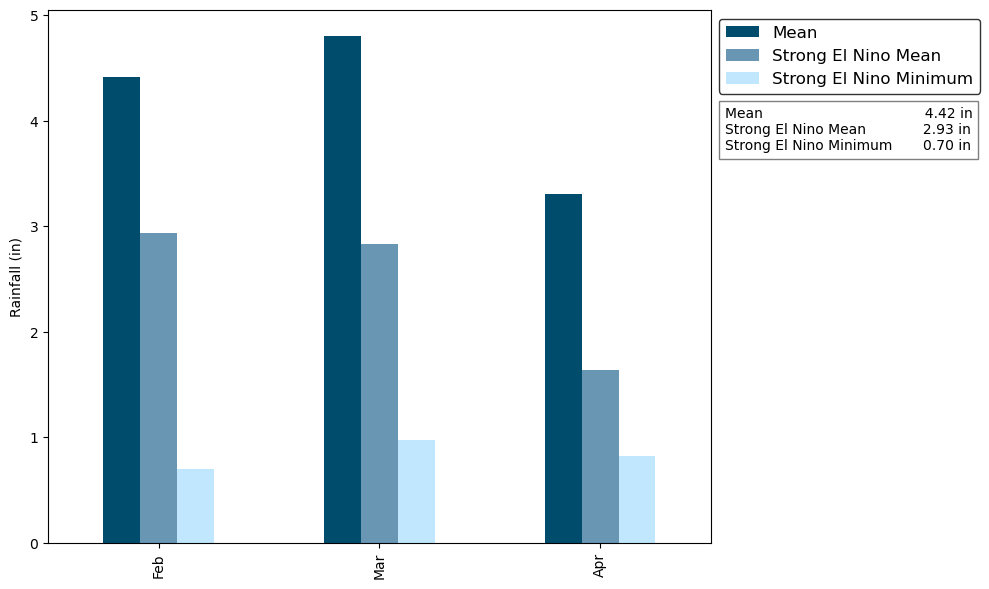 5
4
3
2
1
0
Rainfall (in)
Feb
Mar
Apr
Mean
Strong El Nino Mean
Strong El Nino Minimum
Mean 4.42 in
Strong El Nino Mean 2.93 in
Strong El Nino Minimum 0.70 in